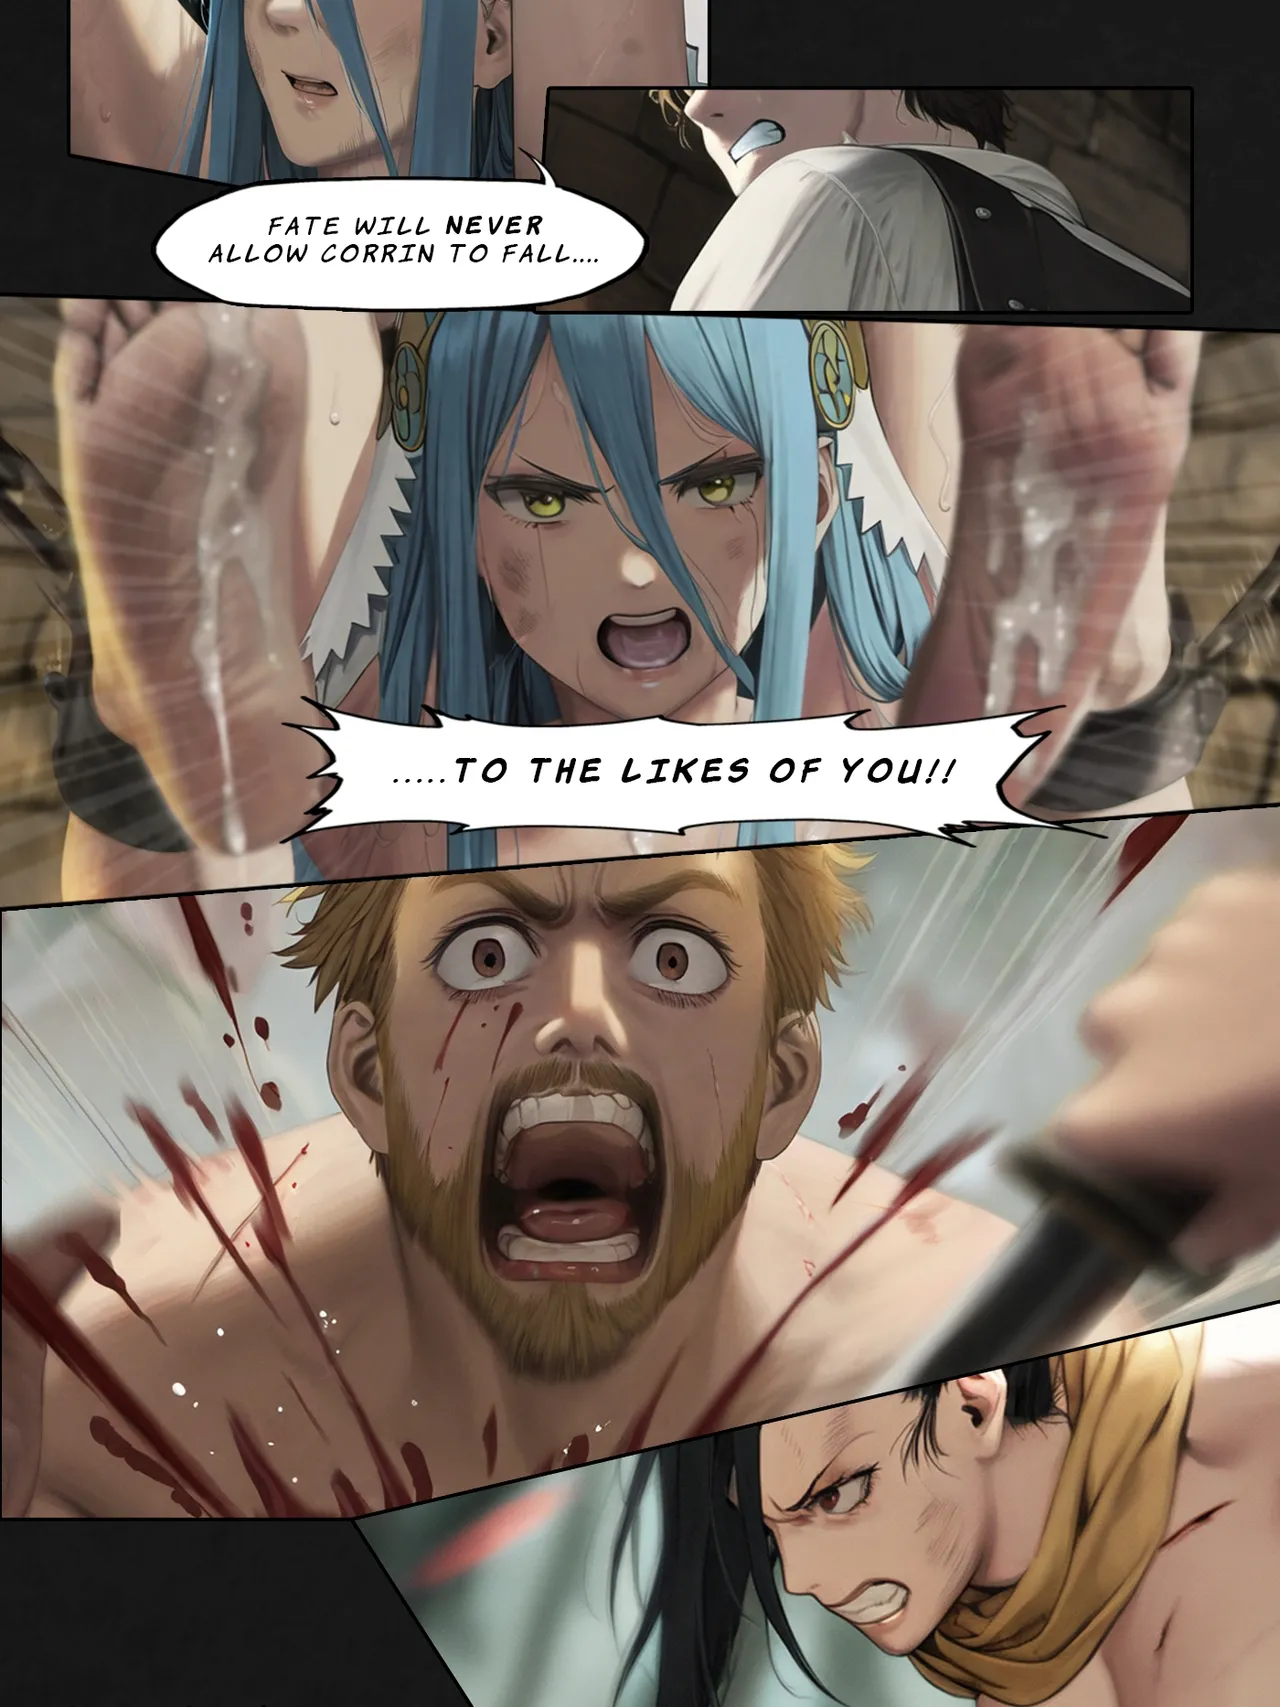 FATE WILL NEVER
ALLOW CORRIN TO FALL....
.....TO THE LIKES OF YOU!!